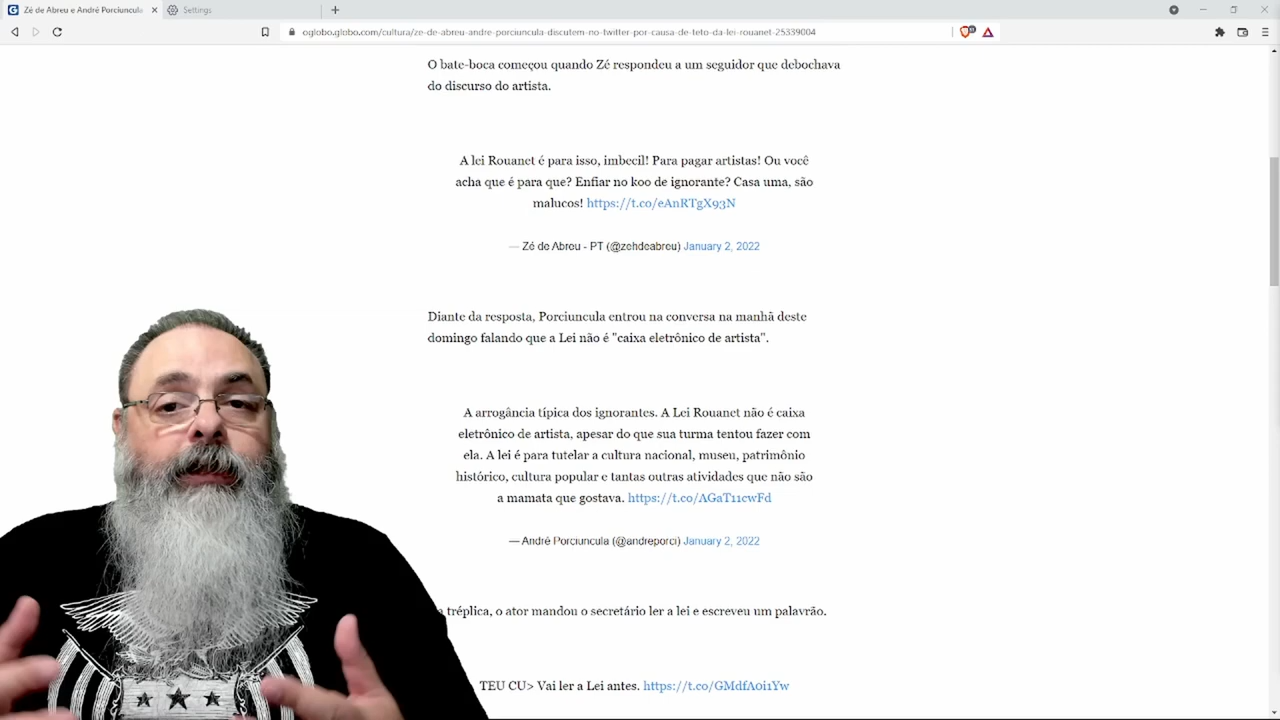 Zé de Abreu e André Porciuncula
Settings
oglobo.globo.com/cultura/ze-de-abreu-andre-porciuncula-discutem-no-twitter-por-causa-de-teto-da-lei-rouanet-25339004
O bate-boca começou quando Zé respondeu a um seguidor que debochava
do discurso do artista.
A lei Rouanet é para isso, imbecil! Para pagar artistas! Ou você
acha que é para que? Enfiar no koo de ignorante? Casa uma, são
malucos! https://t.co/eAnRTgX93N
— Zé de Abreu - PT (@zehdeabreu) January 2, 2022
Diante da resposta, Porciuncula entrou na conversa na manhã deste
domingo falando que a Lei não é "caixa eletrônico de artista".
A arrogância típica dos ignorantes. A Lei Rouanet não é caixa
eletrônico de artista, apesar do que sua turma tentou fazer com
ela. A lei é para tutelar a cultura nacional, museu, patrimônio
histórico, cultura popular e tantas outras atividades que não são
a mamata que gostava. https://t.co/AGaT11cwFd
— André Porciuncula (@andreporci) January 2, 2022
tréplica, o ator mandou o secretário ler a lei e escreveu um palavrão.
TEU CU> Vai ler a Lei antes. https://t.co/GMdfA0i1Yw